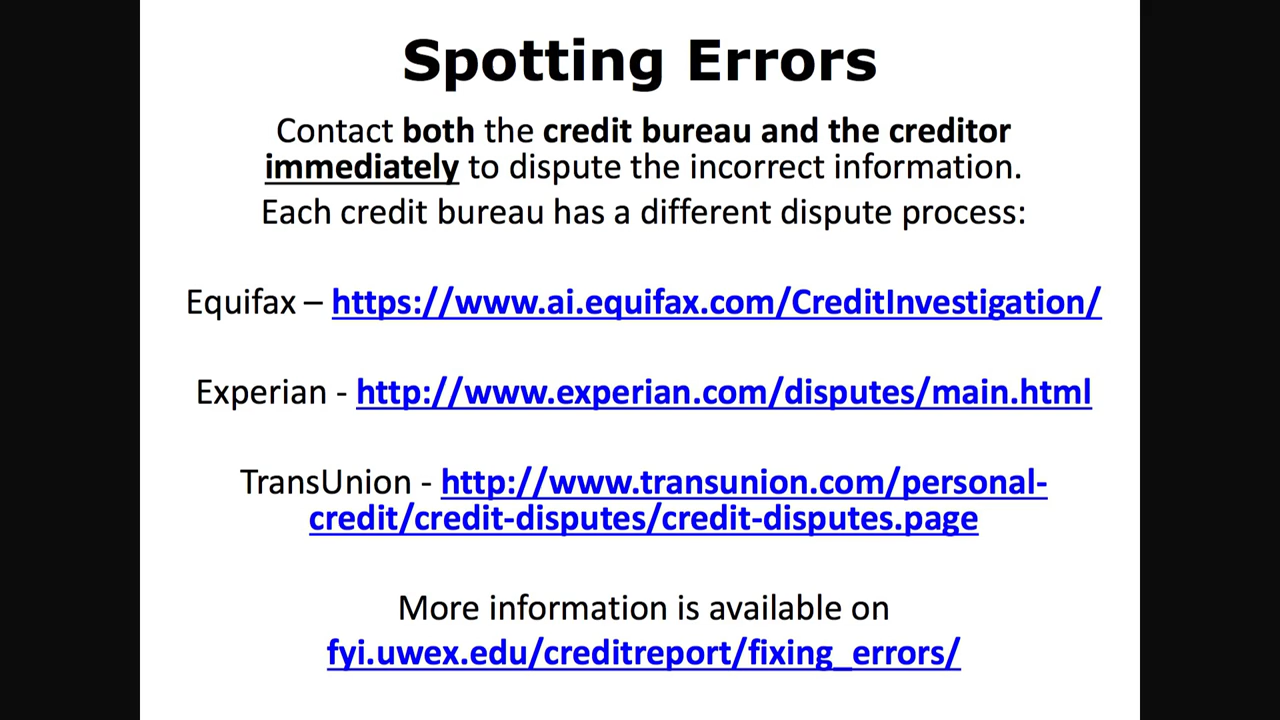 Spotting Errors
Contact both the credit bureau and the creditor
immediately to dispute the incorrect information.
Each credit bureau has a different dispute process:
Equifax – https://www.ai.equifax.com/CreditInvestigation/
Experian - http://www.experian.com/disputes/main.html
TransUnion - http://www.transunion.com/personal-
credit/credit-disputes/credit-disputes.page
More information is available on
fyi.uwex.edu/creditreport/fixing_errors/